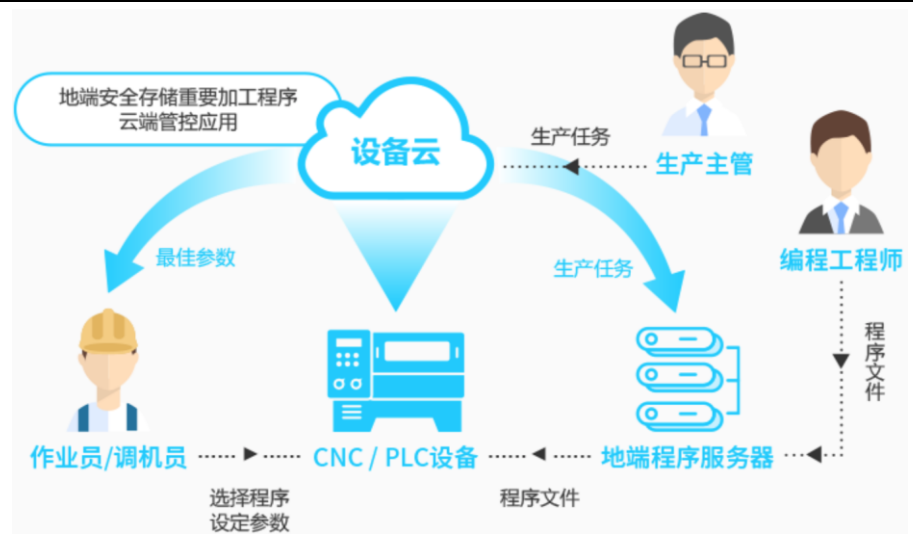 地端安全存储重要加工程序
云端管控应用
设备云
生产任务
生产主管
编程工程师
最佳参数
生产任务
程序文件
作业员/调机员
CNC / PLC设备
地端程序服务器
选择程序
设定参数
程序文件